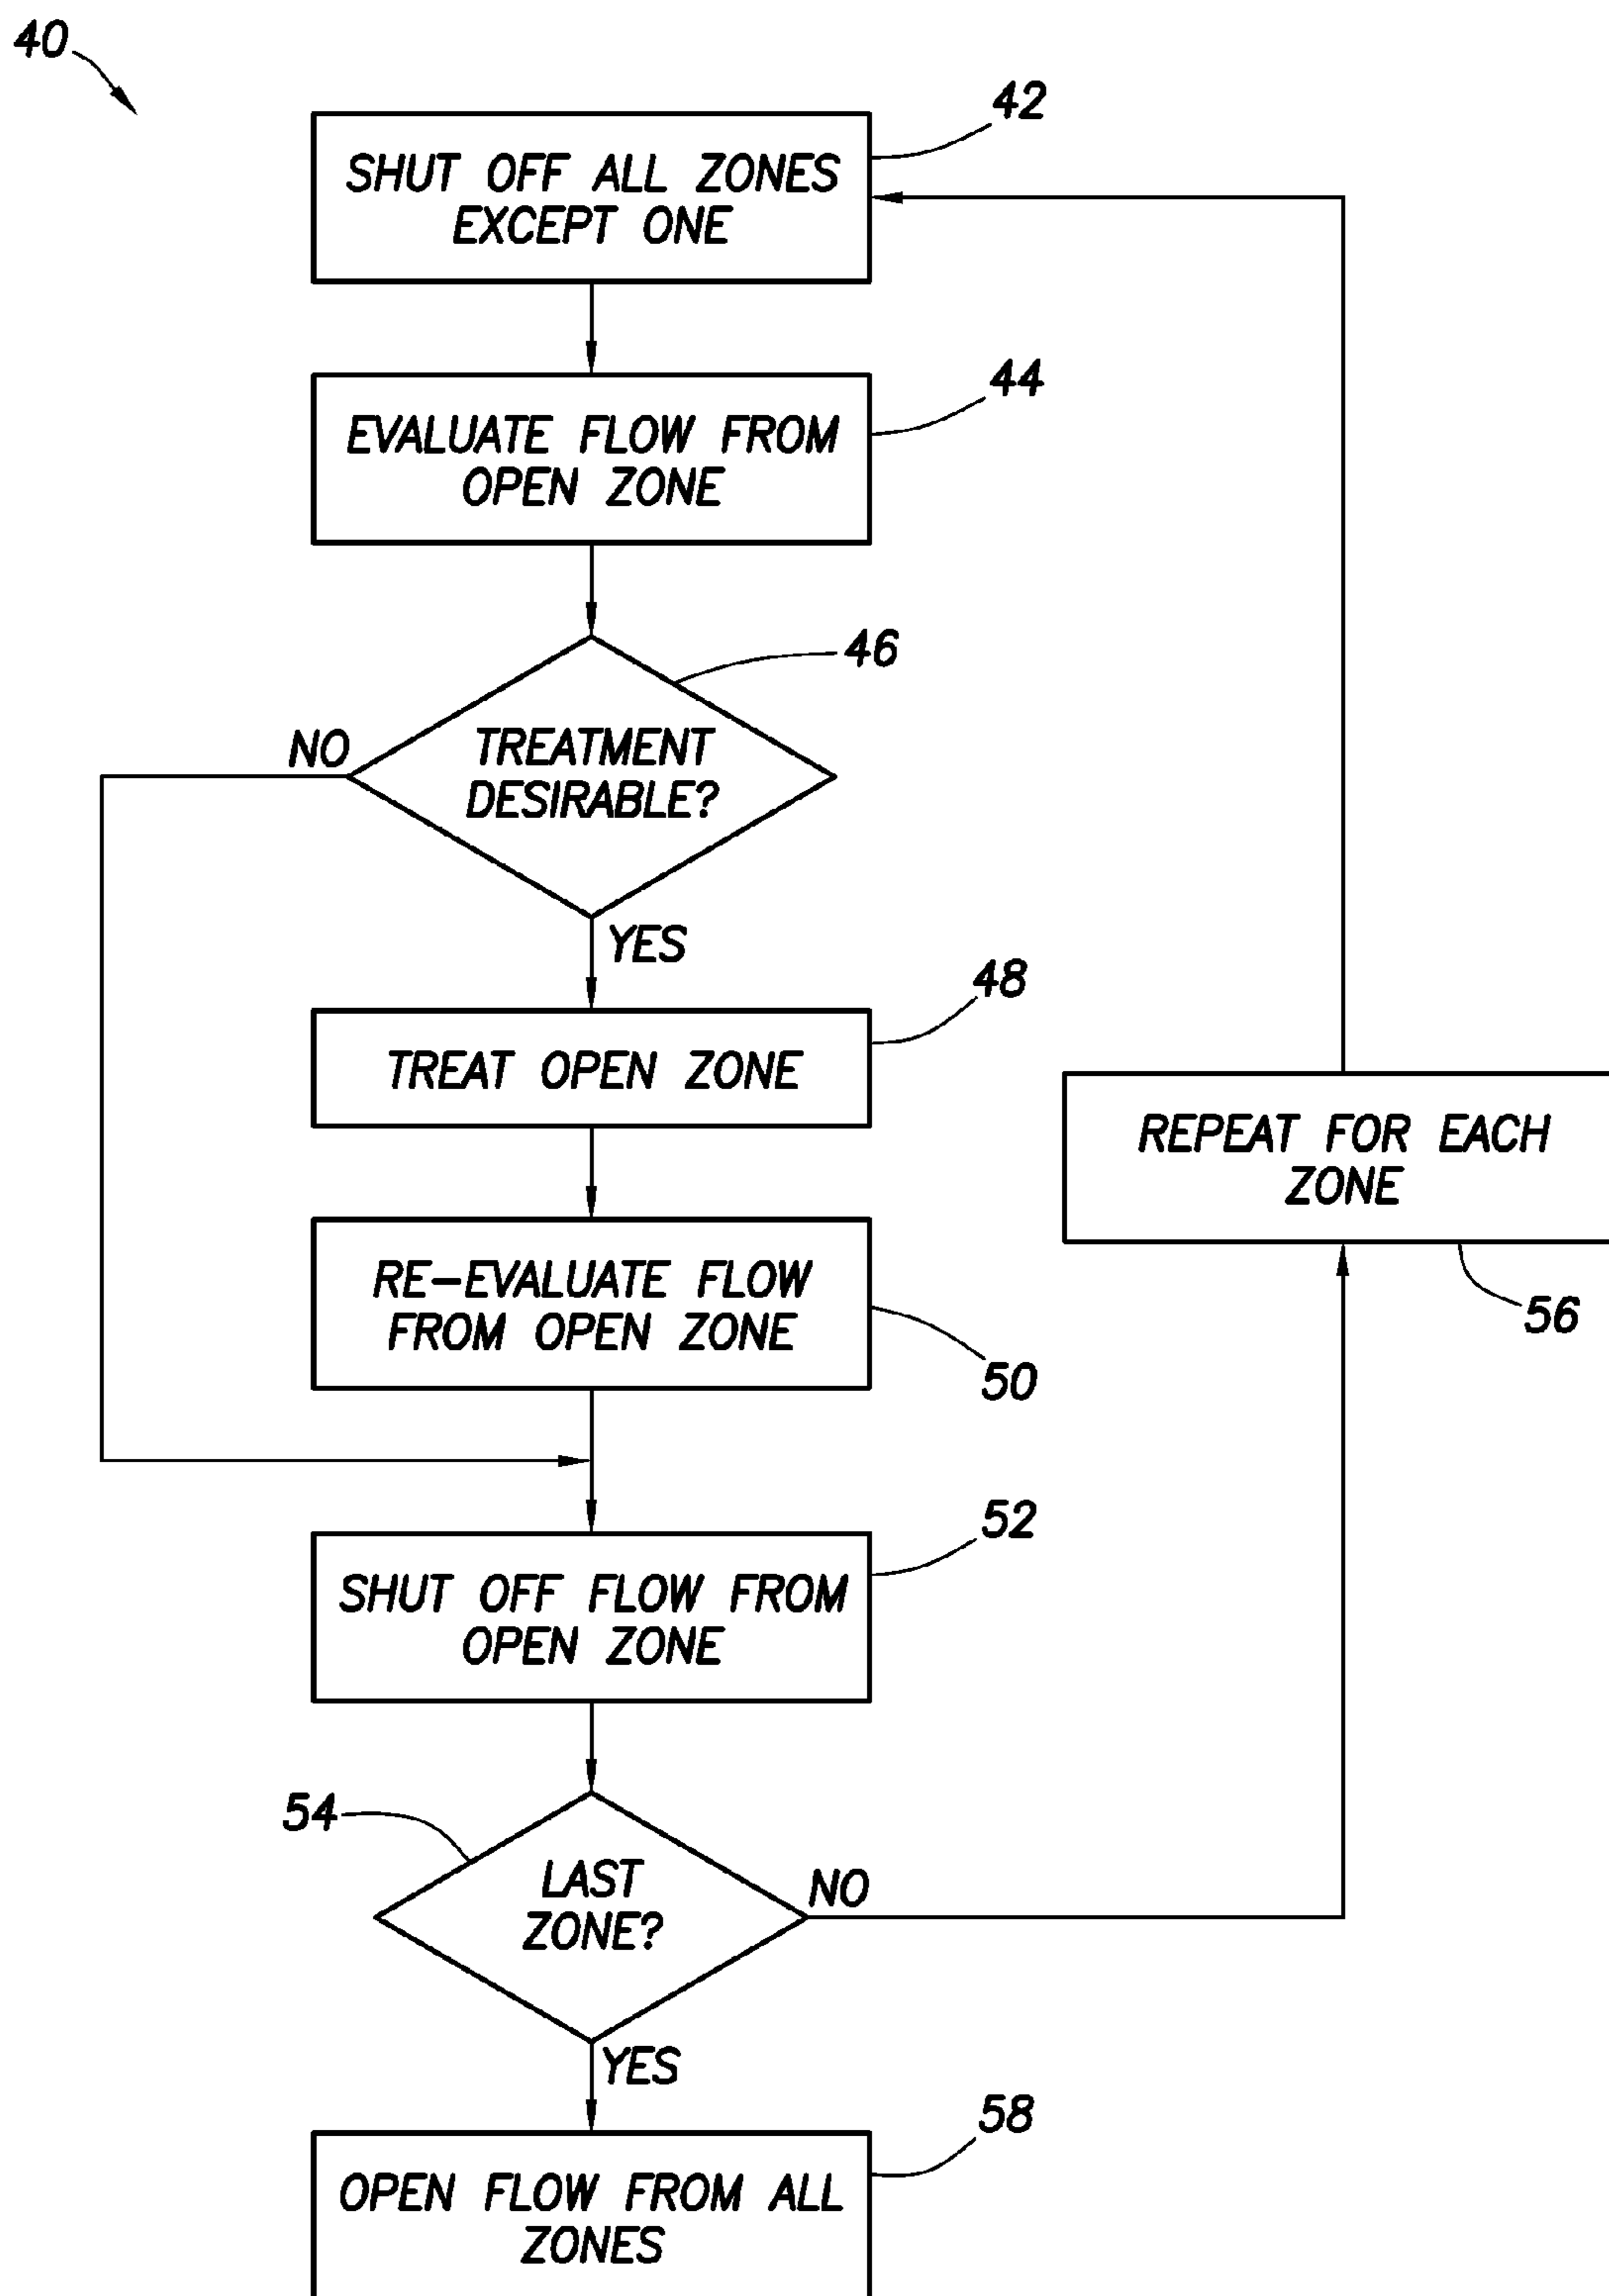 40
42
SHUT OFF ALL ZONES
EXCEPT ONE
44
EVALUATE FLOW FROM
OPEN ZONE
46
NO
TREATMENT
DESIRABLE?
YES
48
TREAT OPEN ZONE
REPEAT FOR EACH
ZONE
56
RE-EVALUATE FLOW
FROM OPEN ZONE
50
52
SHUT OFF FLOW FROM
OPEN ZONE
54
LAST
ZONE?
NO
YES
58
OPEN FLOW FROM ALL
ZONES